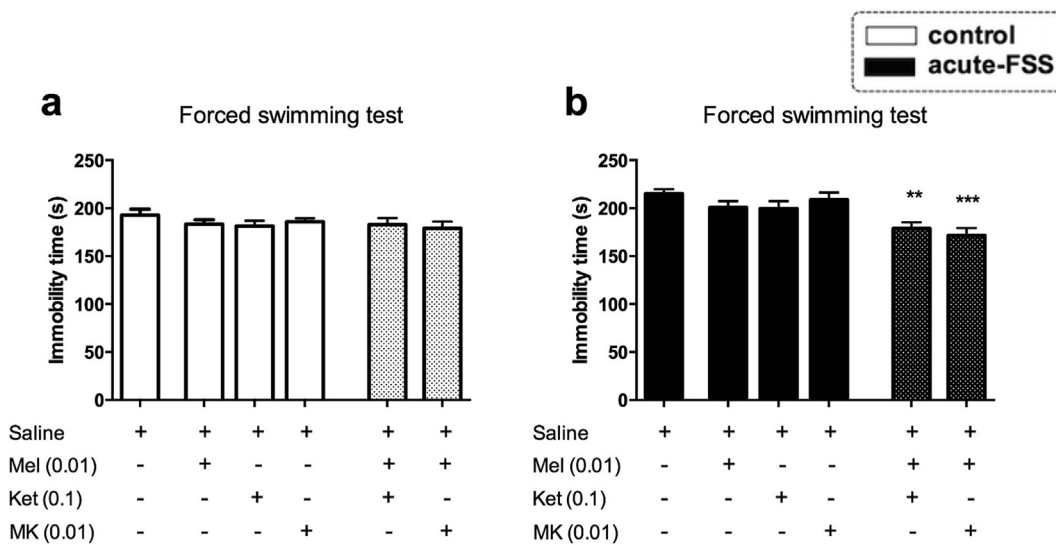 control
acute-FSS
a
Forced swimming test
Immobility time (s)
250
200
150
100
50
0
Saline + + + + + +
Mel (0.01) - + - - + +
Ket (0.1) - - + - + -
MK (0.01) - - - + - +
b
Forced swimming test
Immobility time (s)
250
200
150
100
50
0
** ***
Saline + + + + + +
Mel (0.01) - + - - + +
Ket (0.1) - - + - + -
MK (0.01) - - - + - +